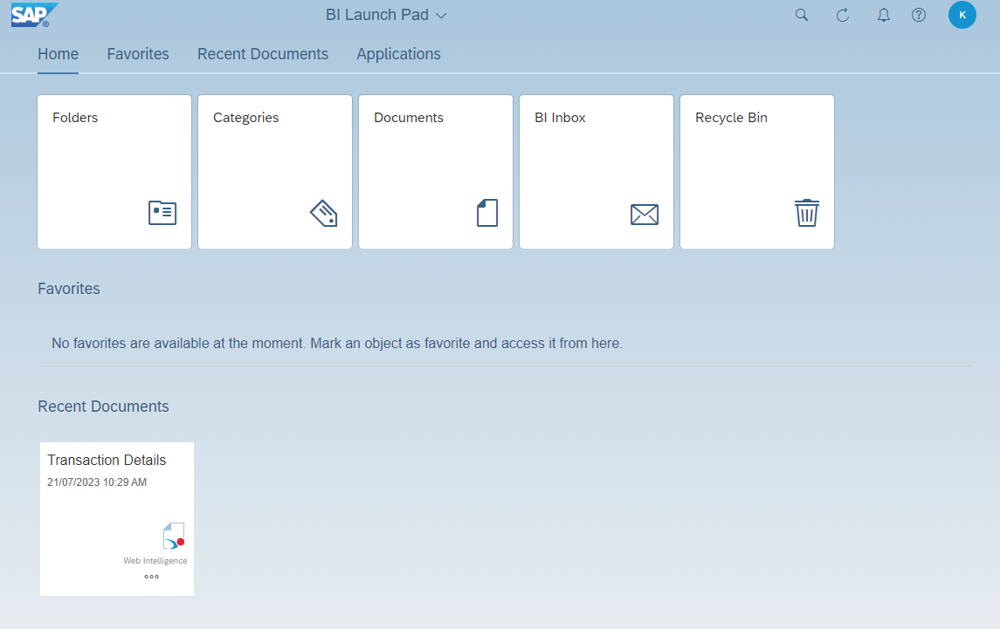 SAP®
BI Launch Pad
K
Home Favorites Recent Documents Applications
Folders
Categories
Documents
BI Inbox
Recycle Bin
Favorites
No favorites are available at the moment. Mark an object as favorite and access it from here.
Recent Documents
Transaction Details
21/07/2023 10:29 AM
Web Intelligence